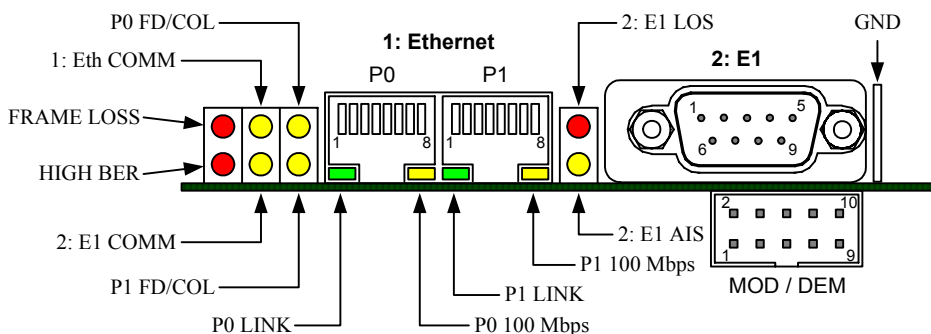 P0 FD/COL
2: E1 LOS
GND
1: Eth COMM
1: Ethernet
2: E1
P0
P1
FRAME LOSS
1
8
1
8
1
5
6
9
HIGH BER
2
10
1
9
2: E1 COMM
2: E1 AIS
P1 100 Mbps
P1 FD/COL
P1 LINK
MOD / DEM
P0 LINK
P0 100 Mbps